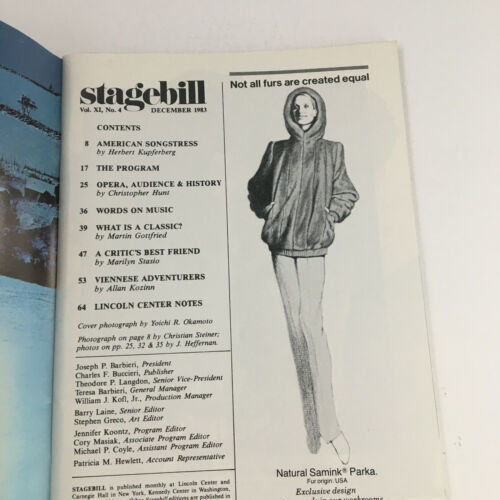 stagebill
Vol. XI, No. 4 DECEMBER 1983
CONTENTS
8 AMERICAN SONGSTRESS
by Herbert Kupferberg
17 THE PROGRAM
25 OPERA, AUDIENCE & HISTORY
by Christopher Hunt
36 WORDS ON MUSIC
39 WHAT IS A CLASSIC?
by Martin Gottfried
47 A CRITIC'S BEST FRIEND
by Marilyn Stasio
53 VIENNESE ADVENTURERS
by Allan Kozinn
64 LINCOLN CENTER NOTES
Cover photograph by Yoichi R. Okamoto
Photograph on page 8 by Christian Steiner;
photos on pp. 25, 32 & 35 by J. Heffernan.
Joseph P. Barbieri, President
Charles F. Buccieri, Publisher
Theodore P. Langdon, Senior Vice-President
Teresa Barbieri, General Manager
William J. Kofi, Jr., Production Manager
Barry Laine, Senior Editor
Stephen Greco, Art Editor
Jennifer Koontz, Program Editor
Cory Masiak, Associate Program Editor
Michael P. Coyle, Assistant Program Editor
Patricia M. Hewlett, Account Representative
STAGEBILL is published monthly at Lincoln Center and
Carnegie Hall in New York, Kennedy Center in Washington,
Other Stagebill editions are published in
Not all furs are created equal
Natural Samink® Parka.
Fur origin: USA
Exclusive design